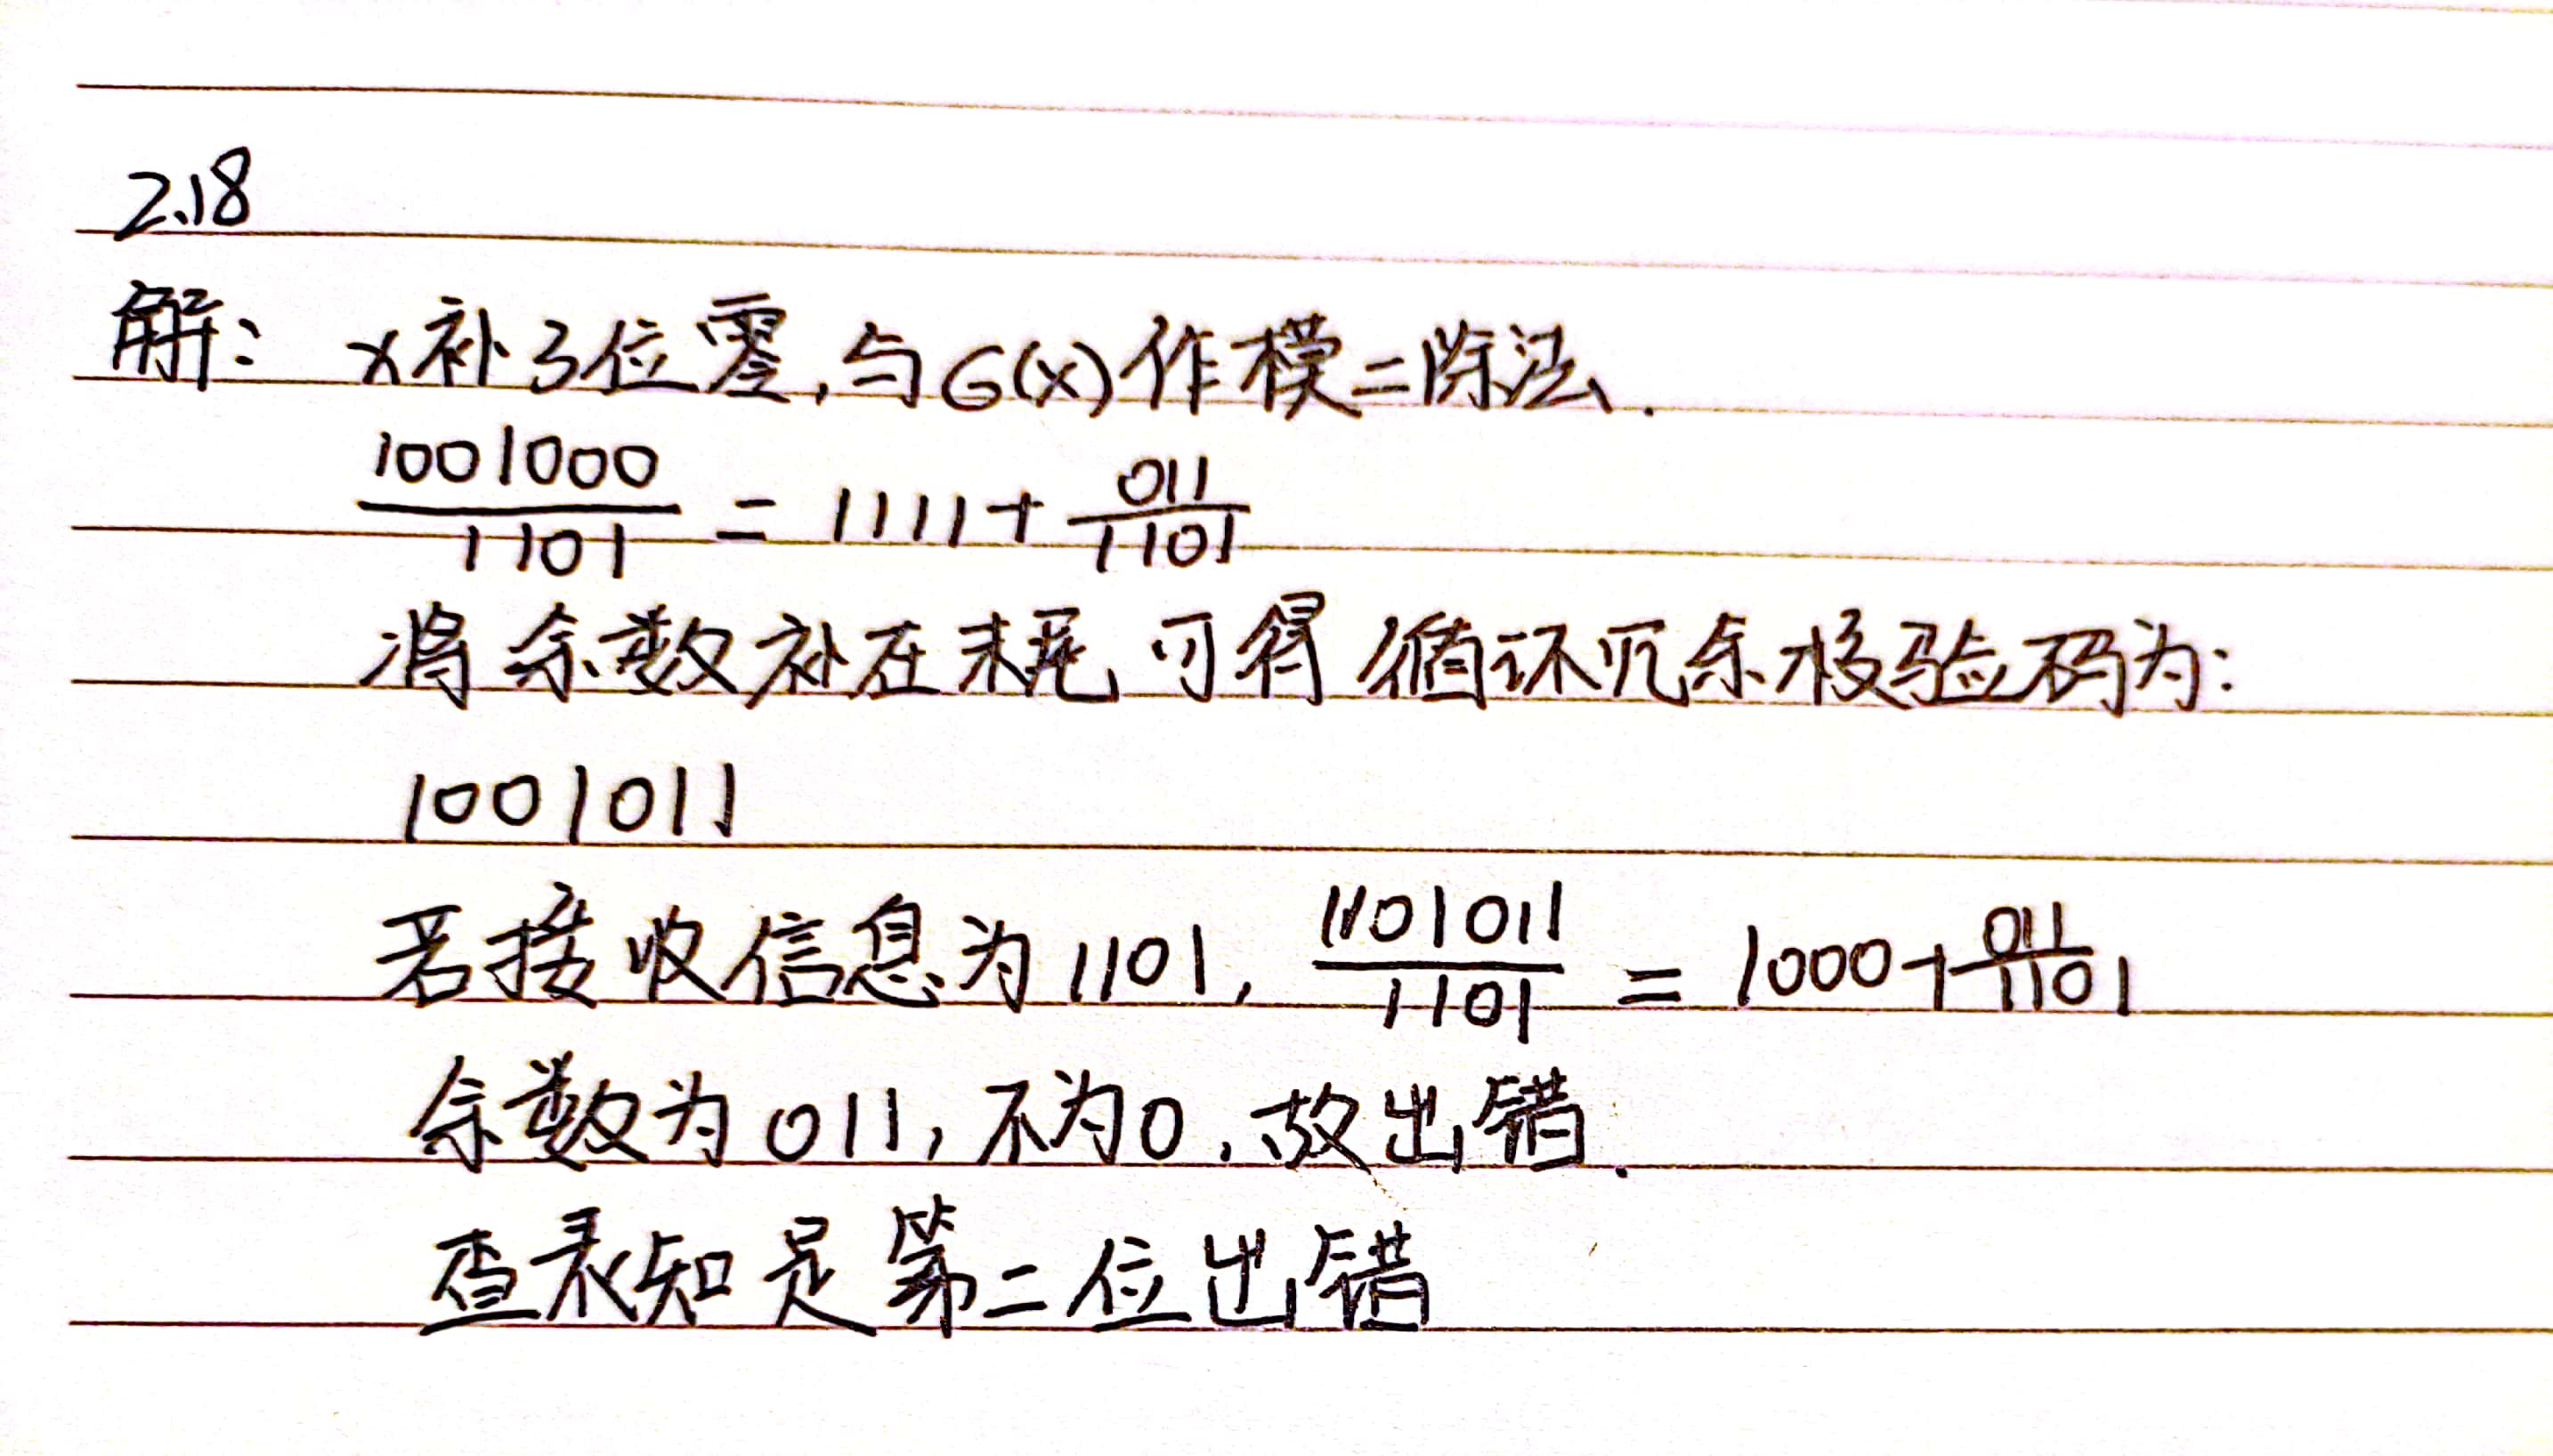 2.18
解: x补3位零,与G(x)作模二除法.
1001000/1101 = 1111 + 011/1101
将余数补在末尾可得循环冗余校验码为:
1001011
若接收信息为1101, 1101011/1101 = 1000 + 011/1101
余数为011,不为0,故出错.
查表知是第二位出错